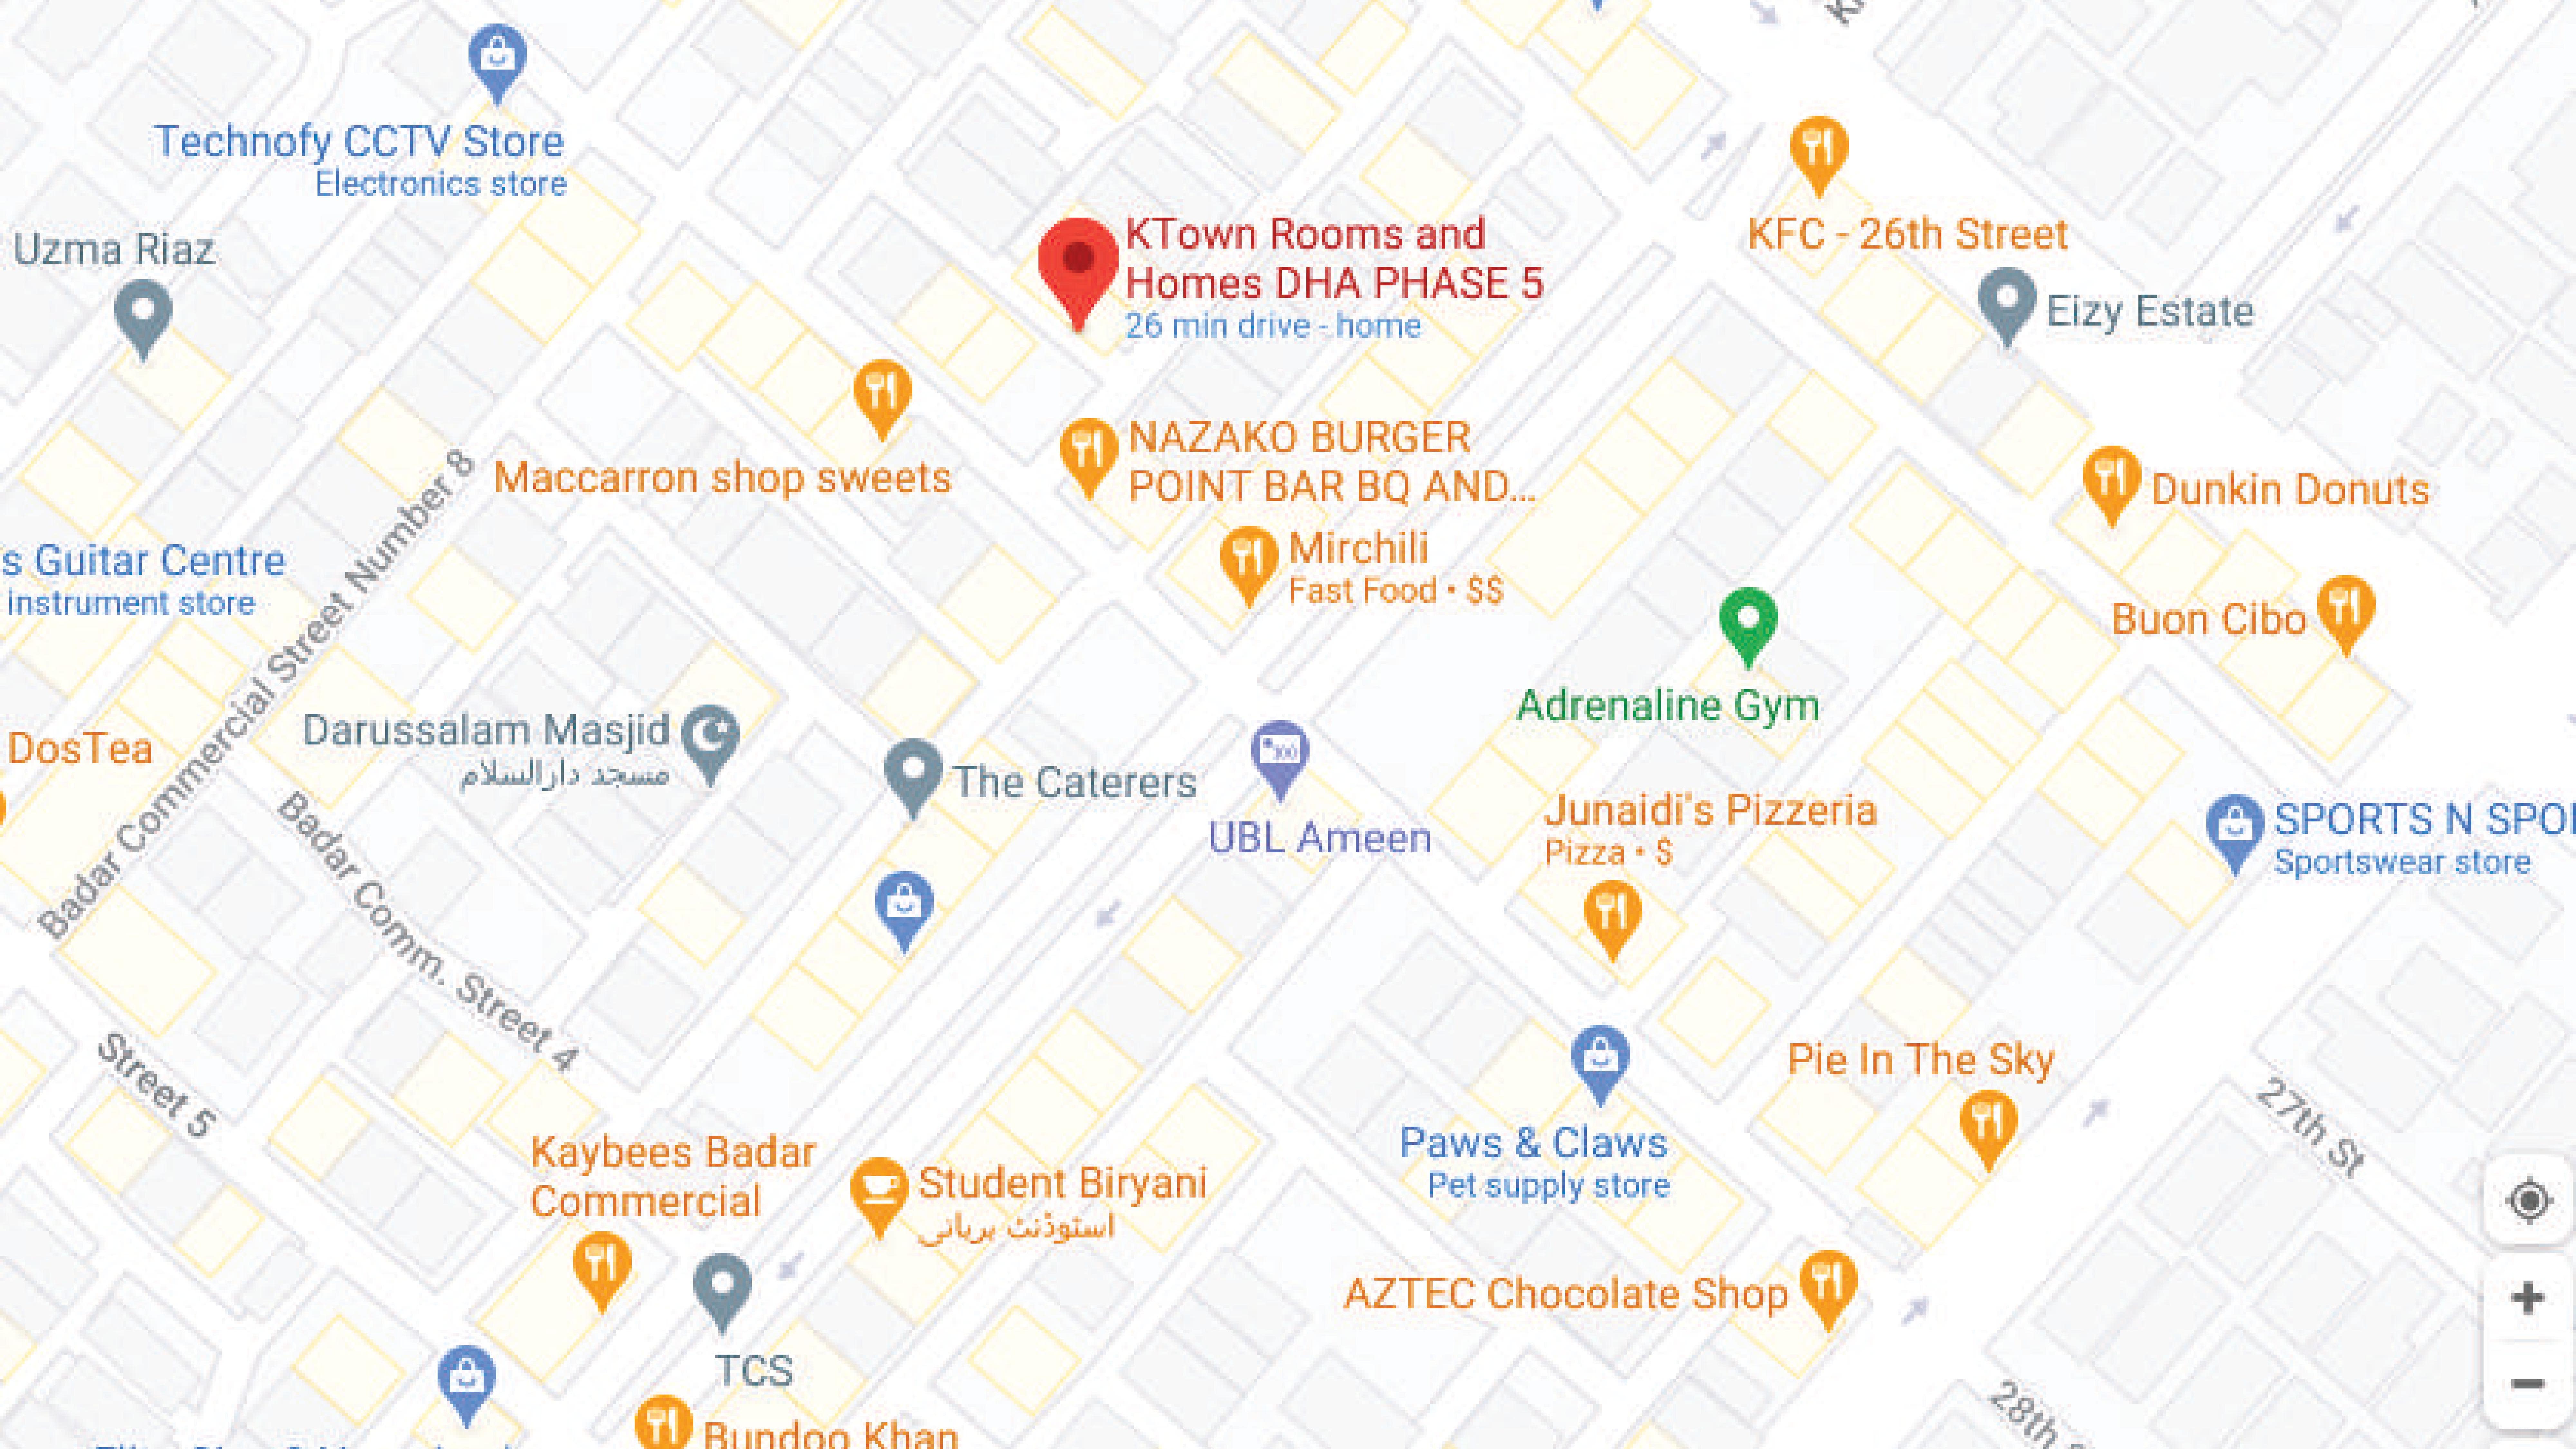 Technofy CCTV Store
Electronics store
Uzma Riaz
KTown Rooms and
Homes DHA PHASE 5
26 min drive - home
KFC - 26th Street
Eizy Estate
Maccarron shop sweets
NAZAKO BURGER
POINT BAR BQ AND...
Dunkin Donuts
Badar Commercial Street Number 8
s Guitar Centre
instrument store
Mirchili
Fast Food • $$
Buon Cibo
Adrenaline Gym
DosTea
Darussalam Masjid
مسجد دارالسلام
The Caterers
UBL Ameen
Junaidi's Pizzeria
Pizza • $
SPORTS N SPO
Sportswear store
Badar Comm. Street 4
Street 5
Pie In The Sky
27th St
Kaybees Badar
Commercial
Student Biryani
اسٹوڈنٹ بریانی
Paws & Claws
Pet supply store
AZTEC Chocolate Shop
TCS
Bundoo Khan
28th